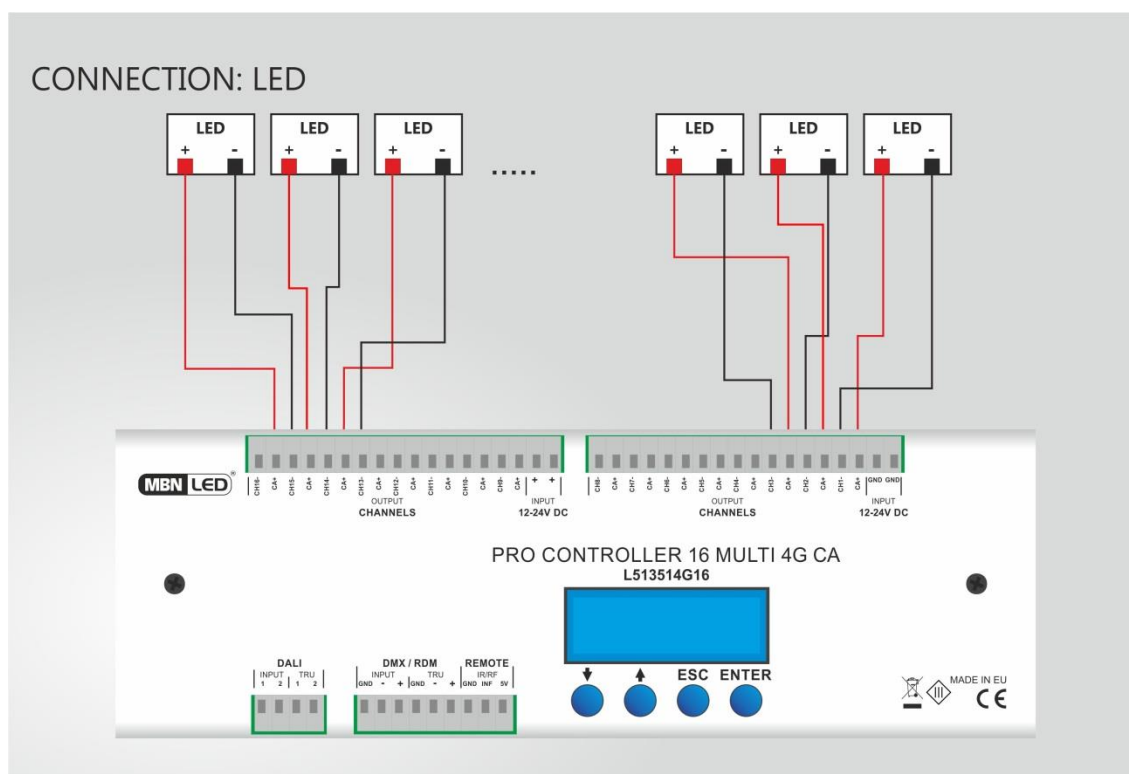 CONNECTION: LED
LED LED LED LED LED LED
+ - + - + - ..... + - + - + -
MBN LED®
CH16- CA+ CH15- CA+ CH14- CA+ CH13- CA+ CH12- CA+ CH11- CA+ CH10- CA+ CH9- CA+ + +
OUTPUT INPUT
CHANNELS 12-24V DC
CH8- CA+ CH7- CA+ CH6- CA+ CH5- CA+ CH4- CA+ CH3- CA+ CH2- CA+ CH1- CA+ GND GND
OUTPUT INPUT
CHANNELS 12-24V DC
PRO CONTROLLER 16 MULTI 4G CA
L513514G16
ESC ENTER
DALI
INPUT TRU
1 2 1 2
DMX / RDM REMOTE
INPUT TRU IR/RF
GND - + GND - + GND INF 5V
III
MADE IN EU
CE